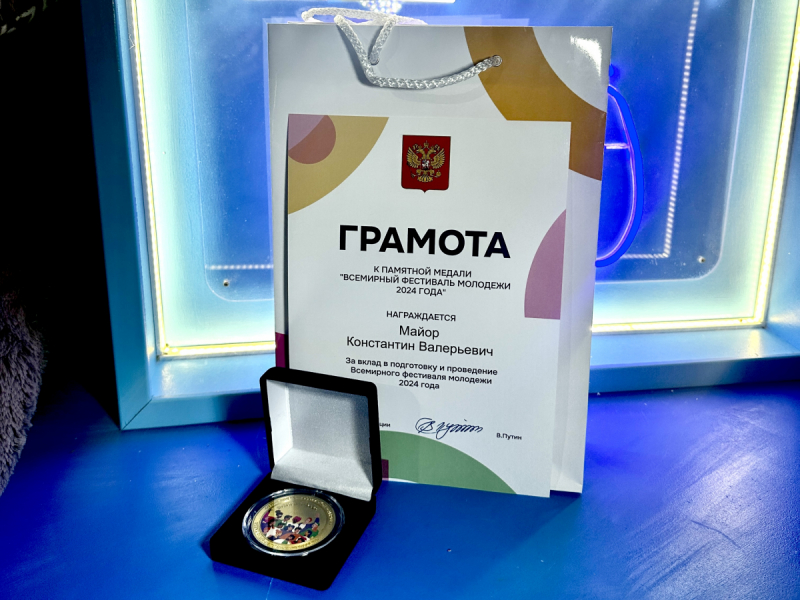 ГРАМОТА
К ПАМЯТНОЙ МЕДАЛИ
"ВСЕМИРНЫЙ ФЕСТИВАЛЬ МОЛОДЕЖИ
2024 ГОДА"
НАГРАЖДАЕТСЯ
Майор
Константин Валерьевич
За вклад в подготовку и проведение
Всемирного фестиваля молодежи
2024 года
В.Путин